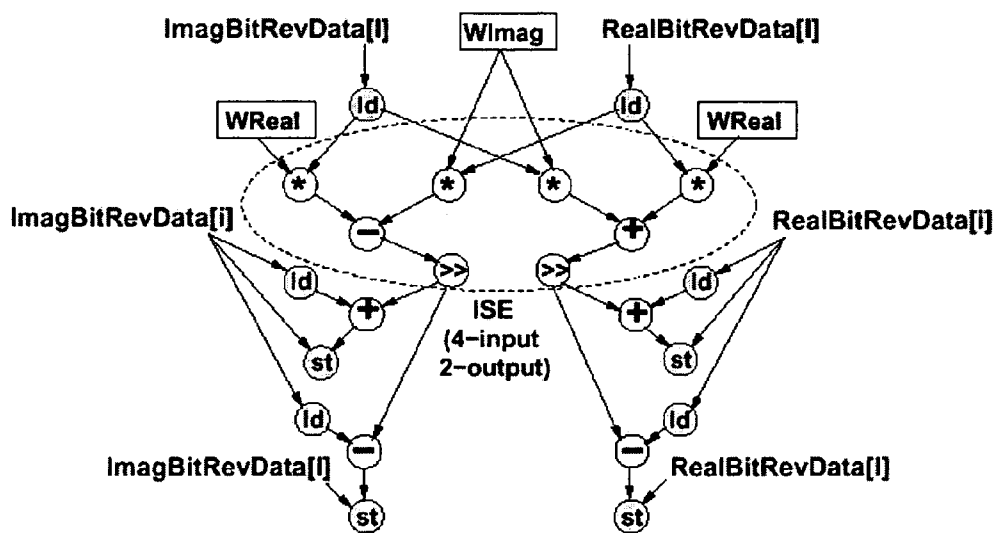 ImagBitRevData[l] WImag RealBitRevData[l]
ld ld
WReal WReal
* * * *
ImagBitRevData[i] − + RealBitRevData[i]
>> >>
ld ld
+ ISE +
(4−input
st 2−output) st
ld ld
− −
ImagBitRevData[l] RealBitRevData[l]
st st